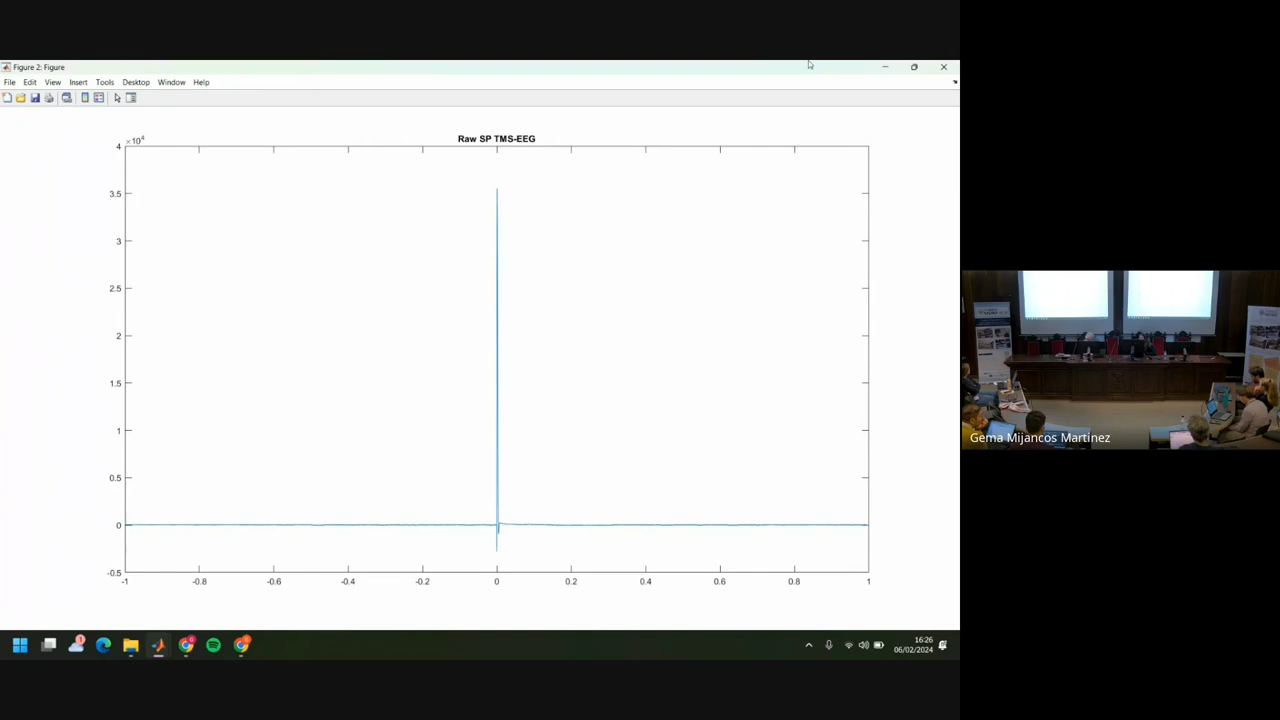 Figure 2: Figure
File Edit View Insert Tools Desktop Window Help
×10⁴
Raw SP TMS-EEG
4
3.5
3
2.5
2
1.5
1
0.5
0
-0.5
-1 -0.8 -0.6 -0.4 -0.2 0 0.2 0.4 0.6 0.8 1
Gema Mijancos Martinez
16:26
06/02/2024